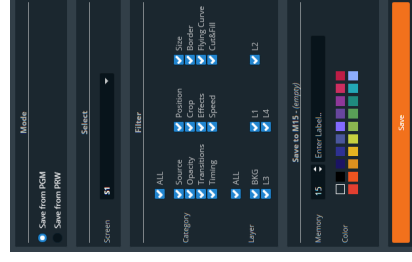 Mode
Save from PGM
Save from PRW
Select
Screen S1
Filter
ALL
Category Source Position Size
Opacity Crop Border
Transitions Effects Flying Curve
Timing Speed Cut&Fill
ALL
Layer BKG L1 L2
L3 L4
Save to M15 - (empty)
Memory 15 Enter Label..
Color
Save